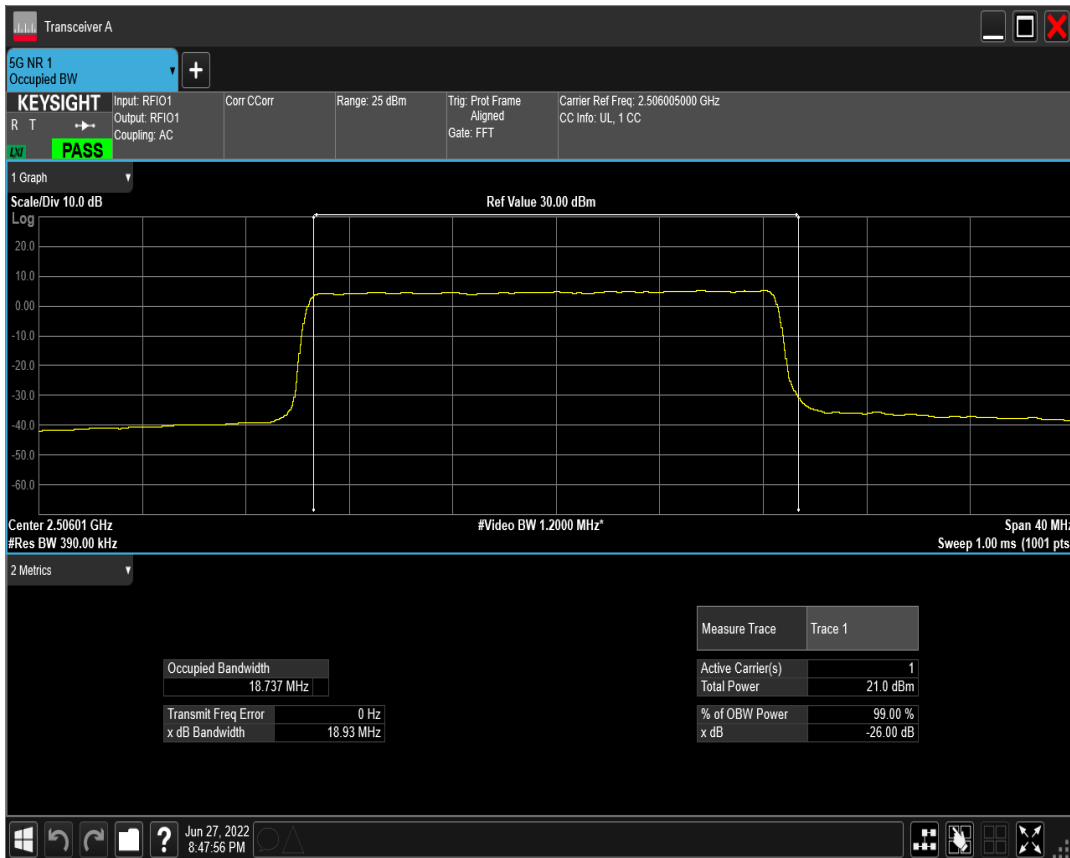 Transceiver A
5G NR 1
Occupied BW
+
KEYSIGHT
R T
LXI
PASS
Input: RFIO1
Output: RFIO1
Coupling: AC
Corr CCorr
Range: 25 dBm
Trig: Prot Frame
Aligned
Gate: FFT
Carrier Ref Freq: 2.506005000 GHz
CC Info: UL, 1 CC
1 Graph
Scale/Div 10.0 dB
Ref Value 30.00 dBm
Log
20.0
10.0
0.00
-10.0
-20.0
-30.0
-40.0
-50.0
-60.0
Center 2.50601 GHz
#Video BW 1.2000 MHz*
Span 40 MHz
#Res BW 390.00 kHz
Sweep 1.00 ms (1001 pts
2 Metrics
Measure Trace Trace 1
Occupied Bandwidth
18.737 MHz
Active Carrier(s) 1
Total Power 21.0 dBm
Transmit Freq Error 0 Hz
x dB Bandwidth 18.93 MHz
% of OBW Power 99.00 %
x dB -26.00 dB
?
Jun 27, 2022
8:47:56 PM